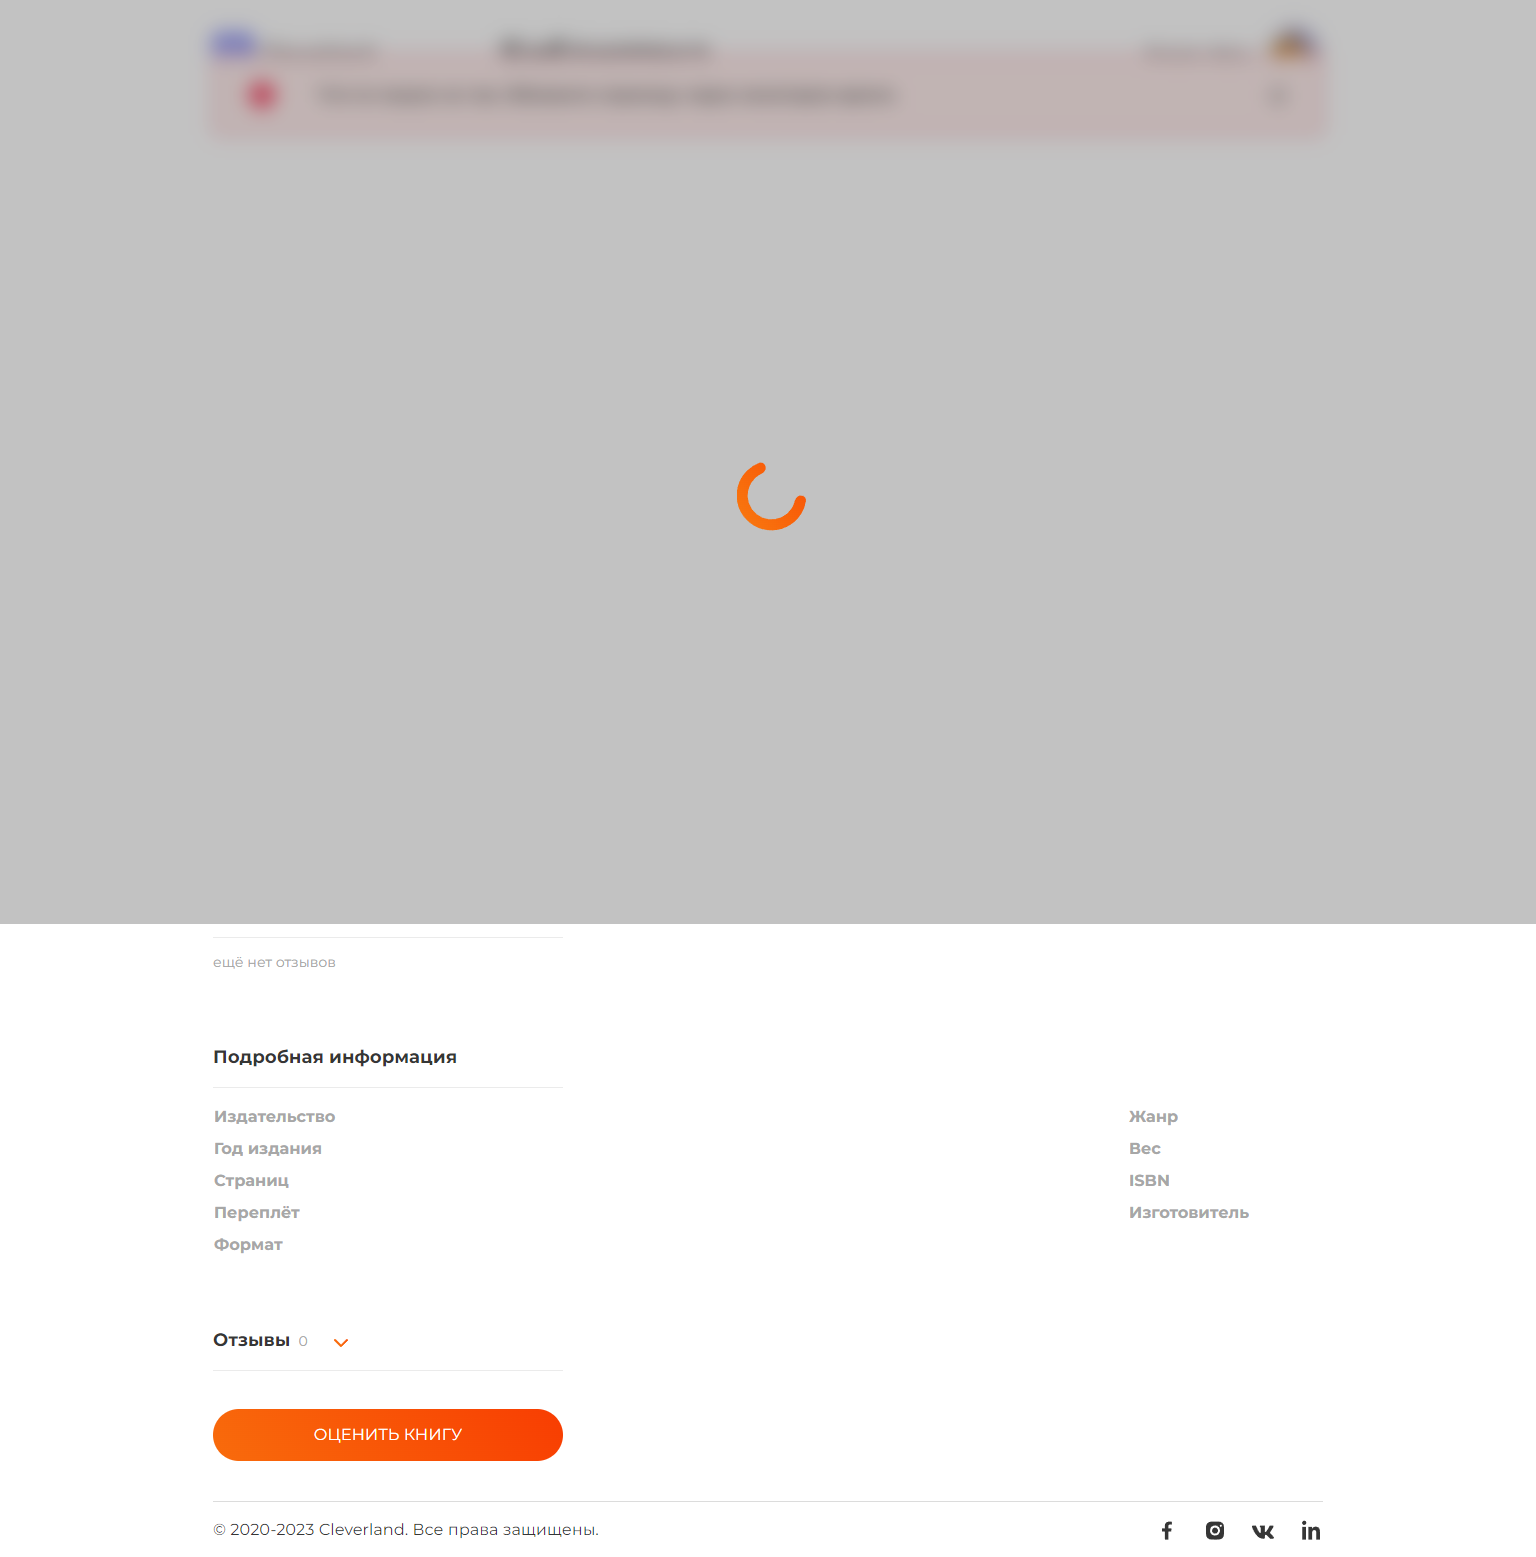 ещё нет отзывов
Подробная информация
Издательство
Жанр
Год издания
Вес
Страниц
ISBN
Переплёт
Изготовитель
Формат
Отзывы 0
ОЦЕНИТЬ КНИГУ
© 2020-2023 Cleverland. Все права защищены.